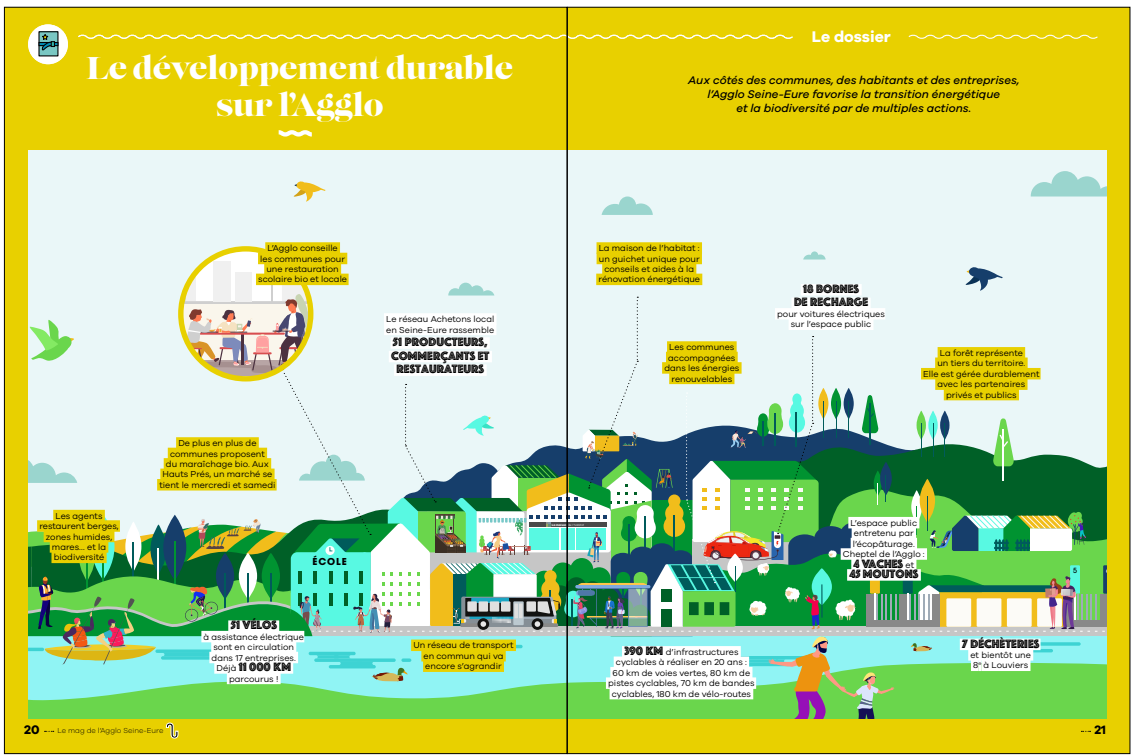 Le dossier
Le développement durable
sur l'Agglo
Aux côtés des communes, des habitants et des entreprises,
l'Agglo Seine-Eure favorise la transition énergétique
et la biodiversité par de multiples actions.
L'Agglo conseille
les communes pour
une restauration
scolaire bio et locale
La maison de l'habitat :
un guichet unique pour
conseils et aides à la
rénovation énergétique
18 BORNES
DE RECHARGE
pour voitures électriques
sur l'espace public
Le réseau Achetons local
en Seine-Eure rassemble
51 PRODUCTEURS,
COMMERÇANTS ET
RESTAURATEURS
Les communes
accompagnées
dans les énergies
renouvelables
La forêt représente
un tiers du territoire.
Elle est gérée durablement
avec les partenaires
privés et publics
De plus en plus de
communes proposent
du maraîchage bio. Aux
Hauts Prés, un marché se
tient le mercredi et samedi
Les agents
restaurent berges,
zones humides,
mares... et la
biodiversité
L'espace public
entretenu par
l'écopâturage.
Cheptel de l'Agglo :
4 VACHES et
45 MOUTONS
ÉCOLE
5
51 VÉLOS
à assistance électrique
sont en circulation
dans 17 entreprises.
Déjà 11 000 KM
parcourus !
Un réseau de transport
en commun qui va
encore s'agrandir
390 KM d'infrastructures
cyclables à réaliser en 20 ans :
60 km de voies vertes, 80 km de
pistes cyclables, 70 km de bandes
cyclables, 180 km de vélo-routes
7 DÉCHÈTERIES
et bientôt une
8e à Louviers
20 Le mag de l'Agglo Seine-Eure
21